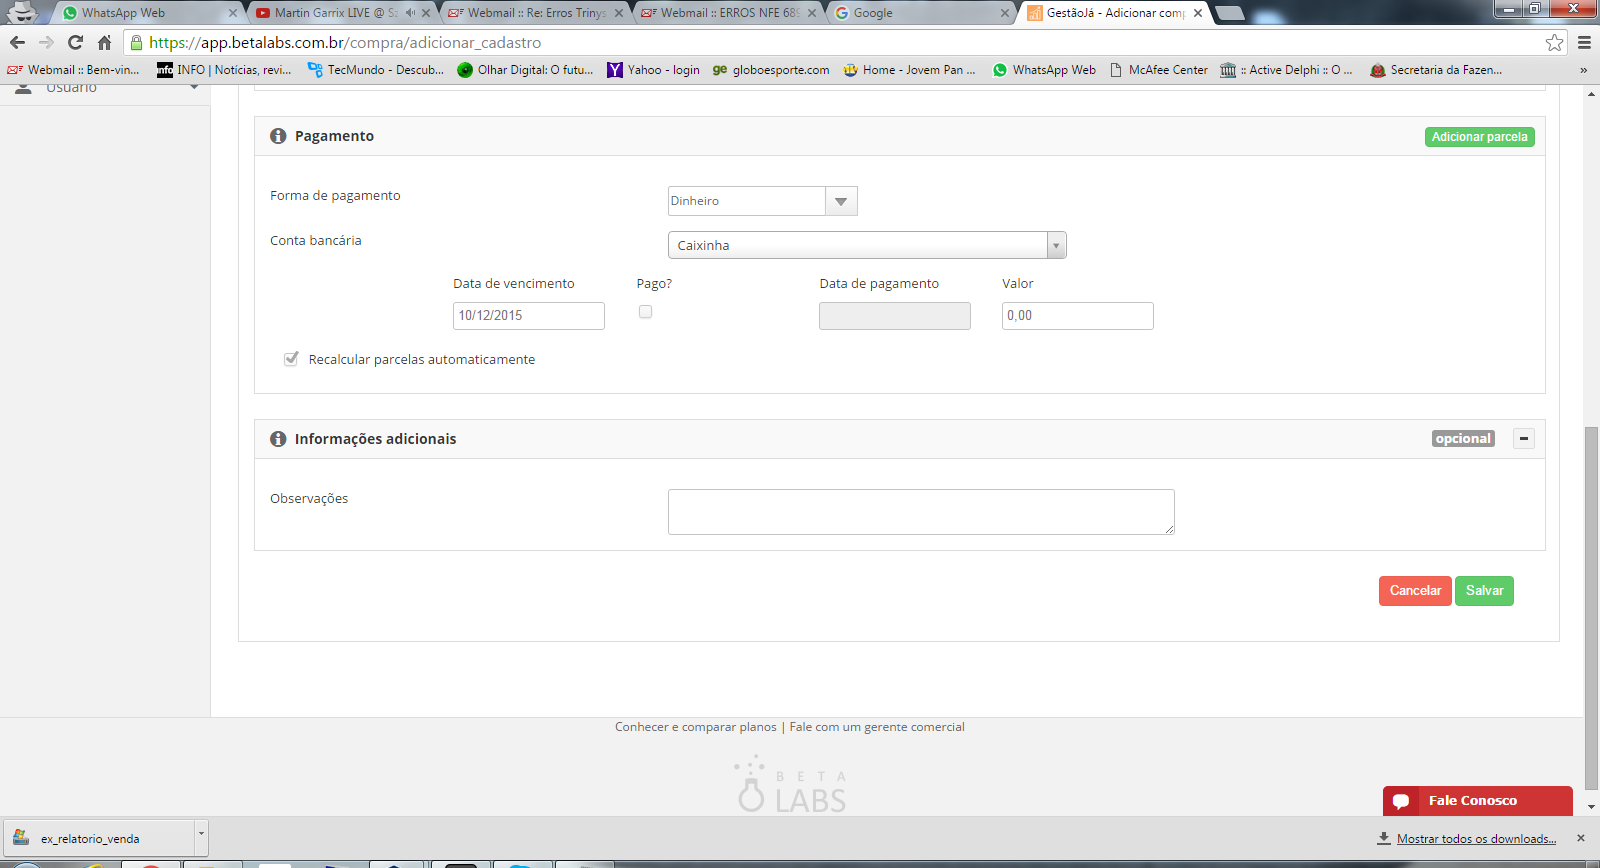 WhatsApp Web
Martin Garrix LIVE @ Sz
Webmail :: Re: Erros Trinys
Webmail :: ERROS NFE 689
Google
GestãoJá - Adicionar comp
https://app.betalabs.com.br/compra/adicionar_cadastro
Webmail :: Bem-vin...
info INFO | Notícias, revi...
TecMundo - Descub...
Olhar Digital: O futu...
Yahoo - login
ge globoesporte.com
Home - Jovem Pan ...
WhatsApp Web
McAfee Center
:: Active Delphi :: O ...
Secretaria da Fazen...
»
Usuário
Pagamento
Adicionar parcela
Forma de pagamento
Dinheiro
Conta bancária
Caixinha
Data de vencimento
Pago?
Data de pagamento
Valor
10/12/2015
0,00
Recalcular parcelas automaticamente
Informações adicionais
opcional
Observações
Cancelar
Salvar
Conhecer e comparar planos | Fale com um gerente comercial
BETA
LABS
Fale Conosco
ex_relatorio_venda
Mostrar todos os downloads...